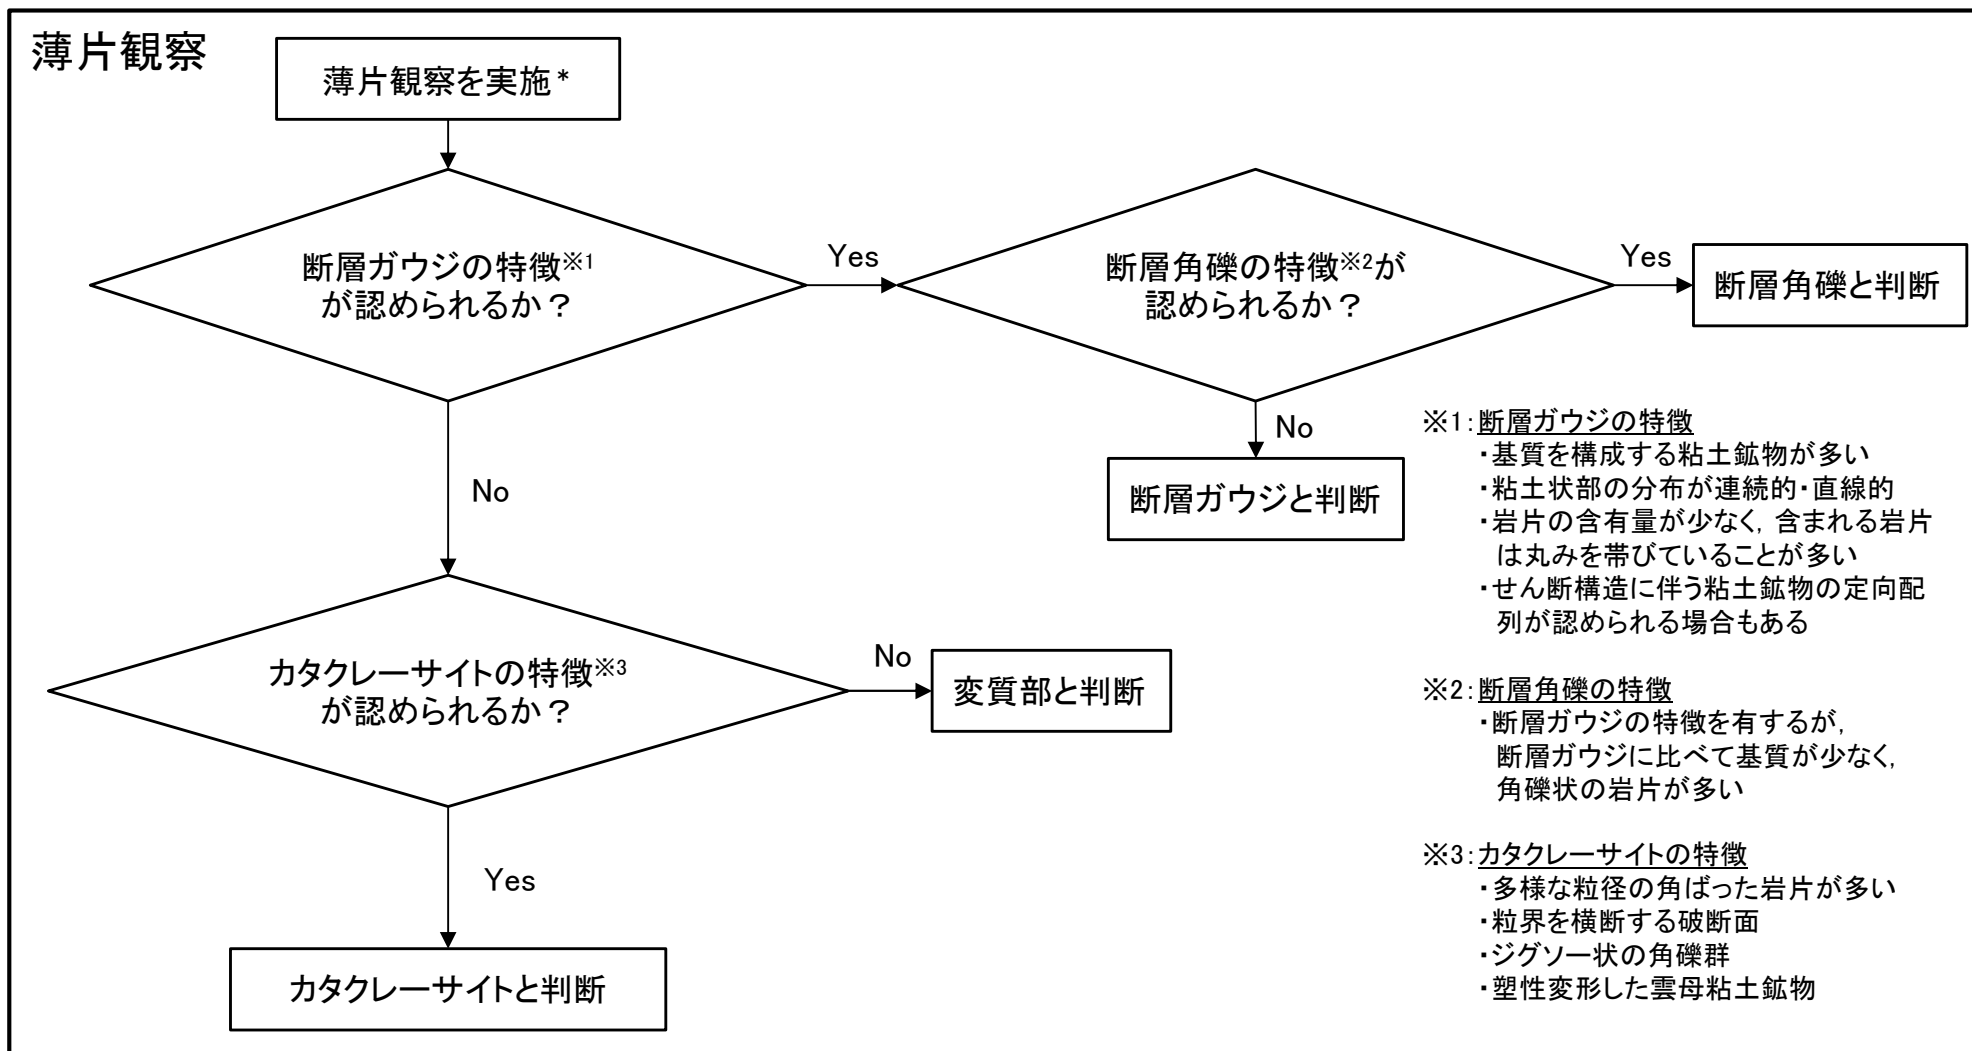 薄片観察
薄片観察を実施*
断層ガウジの特徴※1
が認められるか？
Yes
断層角礫の特徴※2が
認められるか？
Yes
断層角礫と判断
No
断層ガウジと判断
No
カタクレーサイトの特徴※3
が認められるか？
No
変質部と判断
Yes
カタクレーサイトと判断
※1：断層ガウジの特徴
・基質を構成する粘土鉱物が多い
・粘土状部の分布が連続的・直線的
・岩片の含有量が少なく，含まれる岩片
は丸みを帯びていることが多い
・せん断構造に伴う粘土鉱物の定向配
列が認められる場合もある
※2：断層角礫の特徴
・断層ガウジの特徴を有するが，
断層ガウジに比べて基質が少なく，
角礫状の岩片が多い
※3：カタクレーサイトの特徴
・多様な粒径の角ばった岩片が多い
・粒界を横断する破断面
・ジグソー状の角礫群
・塑性変形した雲母粘土鉱物